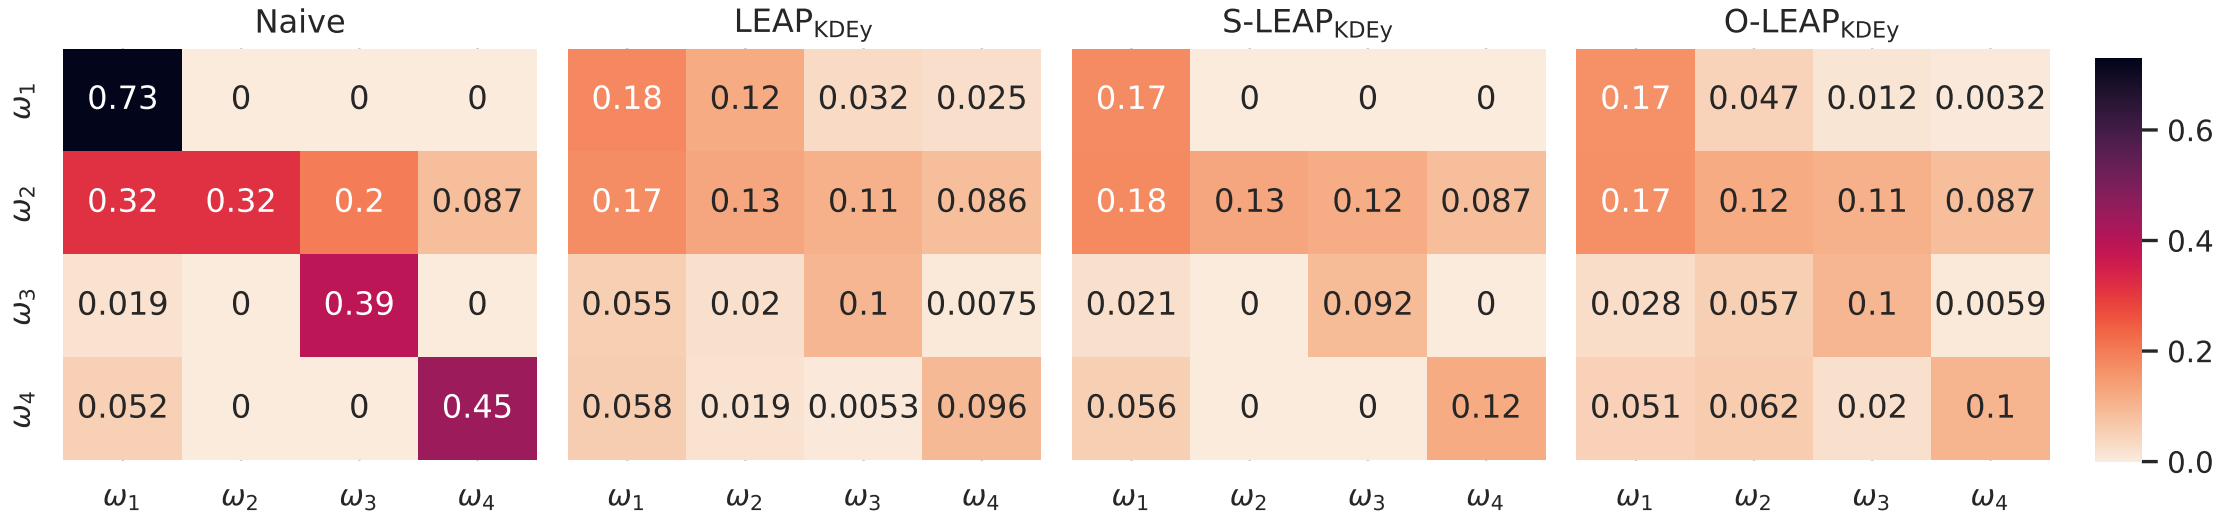 Naive LEAP_KDEy S-LEAP_KDEy O-LEAP_KDEy
ω₁ 0.73 0 0 0 0.18 0.12 0.032 0.025 0.17 0 0 0 0.17 0.047 0.012 0.0032
0.6
ω₂ 0.32 0.32 0.2 0.087 0.17 0.13 0.11 0.086 0.18 0.13 0.12 0.087 0.17 0.12 0.11 0.087
0.4
ω₃ 0.019 0 0.39 0 0.055 0.02 0.1 0.0075 0.021 0 0.092 0 0.028 0.057 0.1 0.0059
0.2
ω₄ 0.052 0 0 0.45 0.058 0.019 0.0053 0.096 0.056 0 0 0.12 0.051 0.062 0.02 0.1
0.0
ω₁ ω₂ ω₃ ω₄ ω₁ ω₂ ω₃ ω₄ ω₁ ω₂ ω₃ ω₄ ω₁ ω₂ ω₃ ω₄